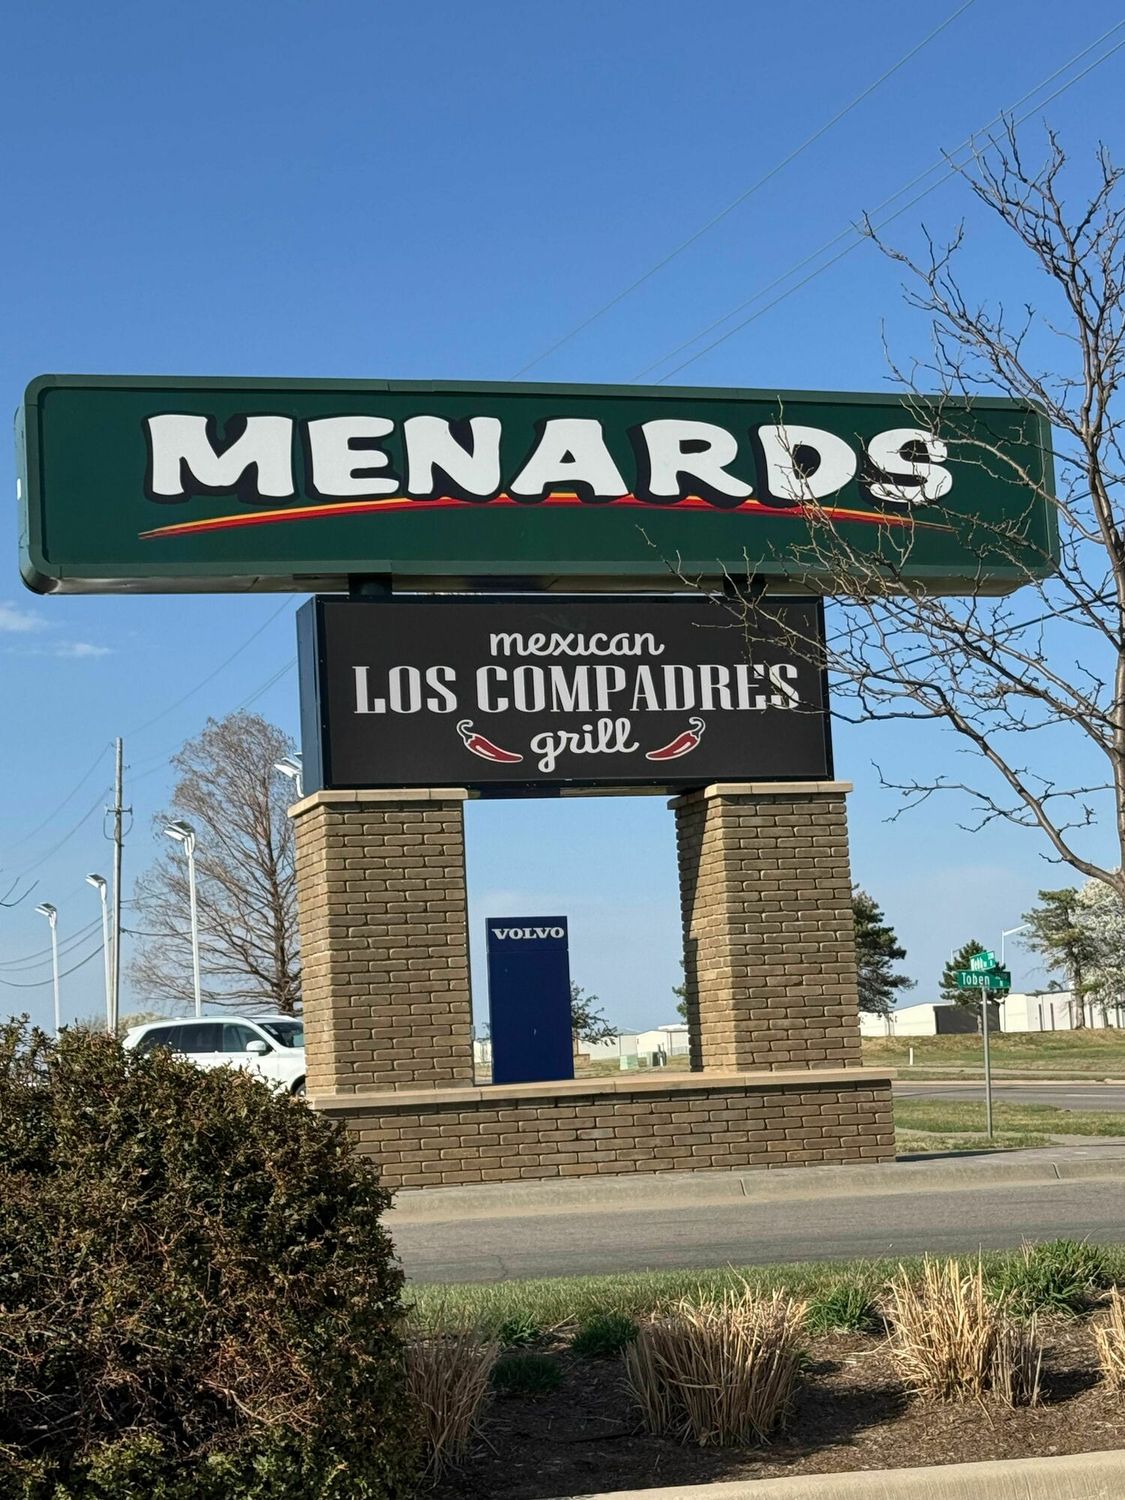 MENARDS
mexican
LOS COMPADRES
grill
VOLVO
Toben